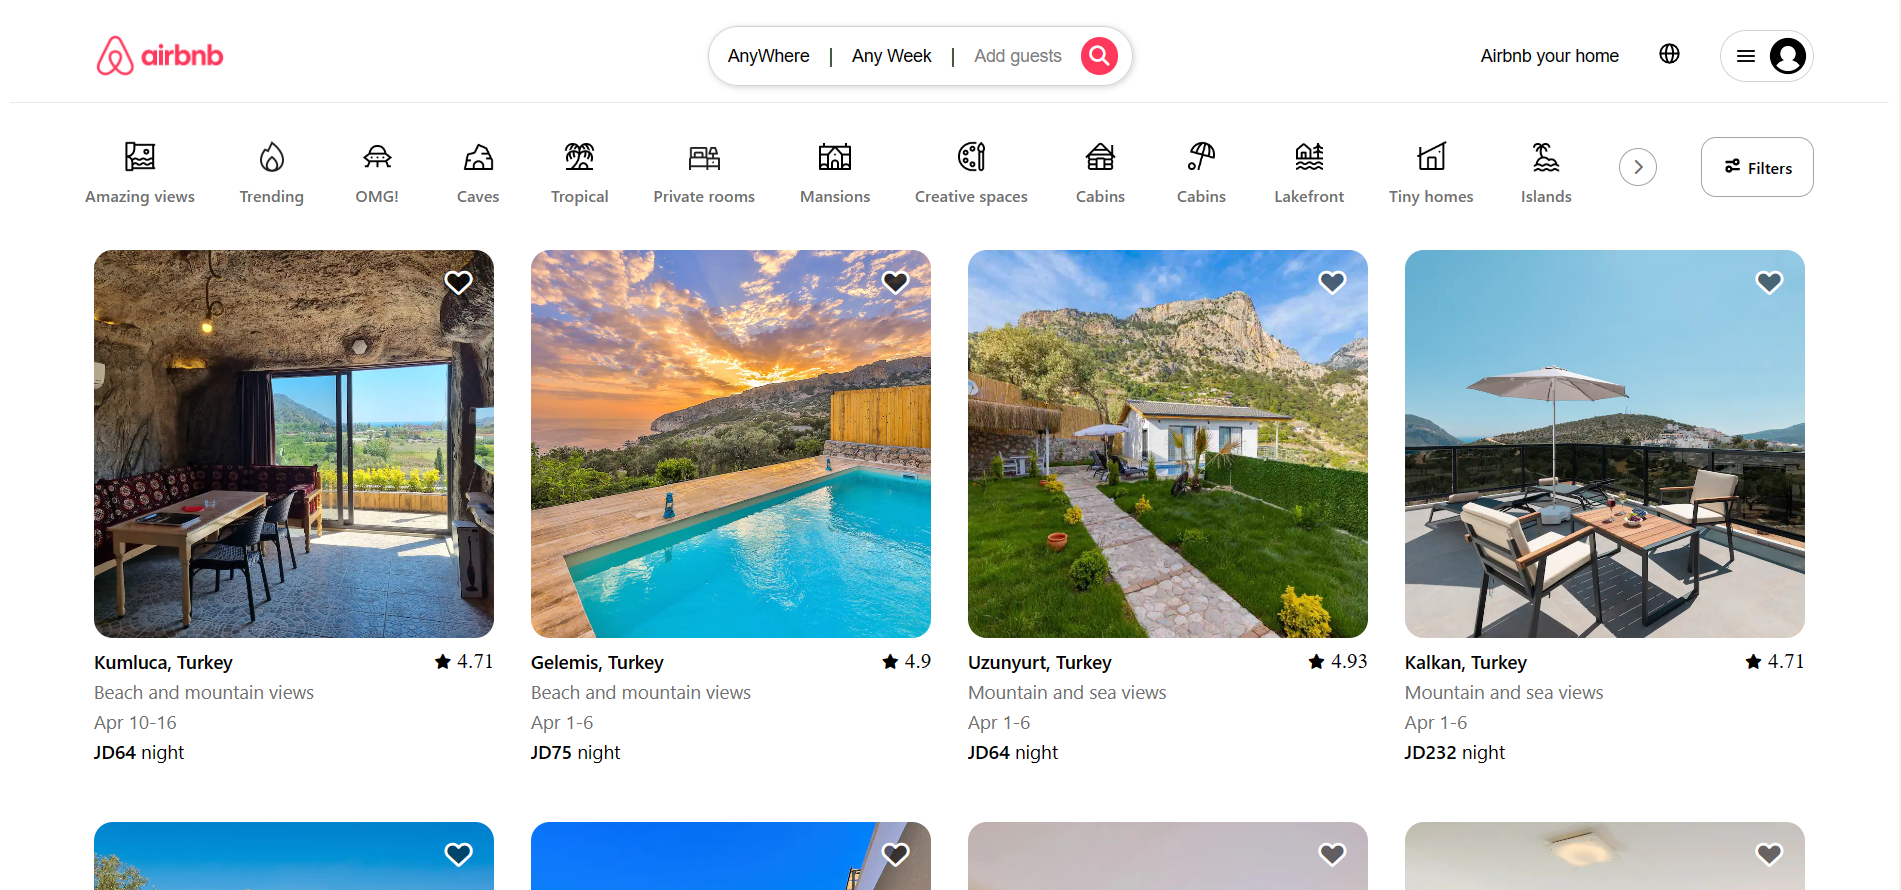 airbnb
AnyWhere | Any Week | Add guests
Airbnb your home
Amazing views
Trending
OMG!
Caves
Tropical
Private rooms
Mansions
Creative spaces
Cabins
Cabins
Lakefront
Tiny homes
Islands
Filters
Kumluca, Turkey 4.71
Beach and mountain views
Apr 10-16
JD64 night
Gelemis, Turkey 4.9
Beach and mountain views
Apr 1-6
JD75 night
Uzunyurt, Turkey 4.93
Mountain and sea views
Apr 1-6
JD64 night
Kalkan, Turkey 4.71
Mountain and sea views
Apr 1-6
JD232 night